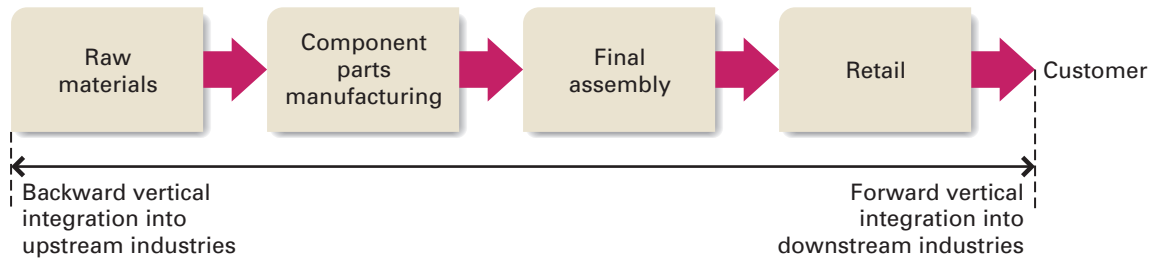 Raw
materials
Component
parts
manufacturing
Final
assembly
Retail
Customer
Backward vertical
integration into
upstream industries
Forward vertical
integration into
downstream industries